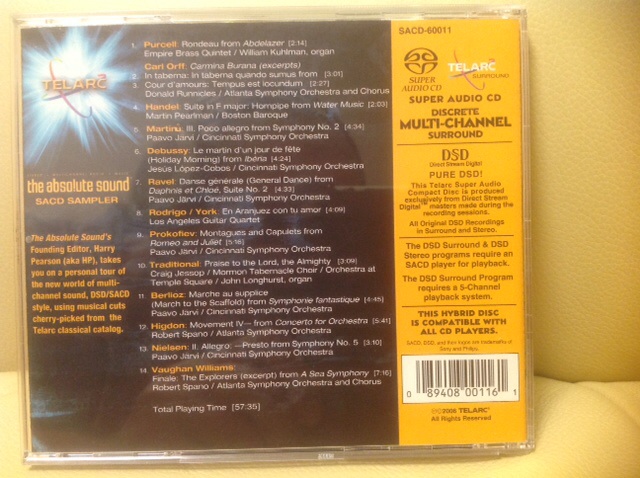 TELARC
the absolute sound
SACD SAMPLER
The Absolute Sound's
Founding Editor, Harry
Pearson (aka HP), takes
you on a personal tour of
the new world of multi-
channel sound, DSD/SACD
style, using musical cuts
cherry-picked from the
Telarc classical catalog.
1. Purcell: Rondeau from Abdelazer [2:14]
Empire Brass Quintet / William Kuhlman, organ
Carl Orff: Carmina Burana (excerpts)
2. In taberna: In taberna quando sumus from [3:01]
3. Cour d'amours: Tempus est iocundum [2:27]
Donald Runnicles / Atlanta Symphony Orchestra and Chorus
4. Handel: Suite in F major: Hornpipe from Water Music [2:03]
Martin Pearlman / Boston Baroque
5. Martinů: III. Poco allegro from Symphony No. 2 [4:34]
Paavo Järvi / Cincinnati Symphony Orchestra
6. Debussy: Le martin d'un jour de fête
(Holiday Morning) from Ibéria [4:24]
Jesús López-Cobos / Cincinnati Symphony Orchestra
7. Ravel: Danse générale (General Dance) from
Daphnis et Chloé, Suite No. 2 [4:33]
Paavo Järvi / Cincinnati Symphony Orchestra
8. Rodrigo / York: En Aranjuez con tu amor [4:09]
Los Angeles Guitar Quartet
9. Prokofiev: Montagues and Capulets from
Romeo and Juliet [5:16]
Paavo Järvi / Cincinnati Symphony Orchestra
10. Traditional: Praise to the Lord, the Almighty [3:09]
Craig Jessop / Mormon Tabernacle Choir / Orchestra at
Temple Square / John Longhurst, organ
11. Berlioz: Marche au supplice
(March to the Scaffold) from Symphonie fantastique [4:45]
Paavo Järvi / Cincinnati Symphony Orchestra
12. Higdon: Movement IV— from Concerto for Orchestra [5:41]
Robert Spano / Atlanta Symphony Orchestra
13. Nielsen: II. Allegro: —Presto from Symphony No. 5 [3:10]
Paavo Järvi / Cincinnati Symphony Orchestra
14. Vaughan Williams:
Finale: The Explorers (excerpt) from A Sea Symphony [7:16]
Robert Spano / Atlanta Symphony Orchestra and Chorus
Total Playing Time [57:35]
SACD-60011
SUPER AUDIO CD
TELARC
SURROUND
SUPER AUDIO CD
DISCRETE
MULTI-CHANNEL
SURROUND
DSD
Direct Stream Digital
PURE DSD!
This Telarc Super Audio
Compact Disc is produced
exclusively from Direct Stream
Digital™ masters made during the
recording sessions.
All Original DSD Recordings
in Surround and Stereo.
The DSD Surround & DSD
Stereo programs require an
SACD player for playback.
The DSD Surround Program
requires a 5-Channel
playback system.
THIS HYBRID DISC
IS COMPATIBLE WITH
ALL CD PLAYERS.
SACD, DSD, and their logos are trademarks of
Sony and Philips.
0 89408 00116 1
©2006 TELARC
All Rights Reserved